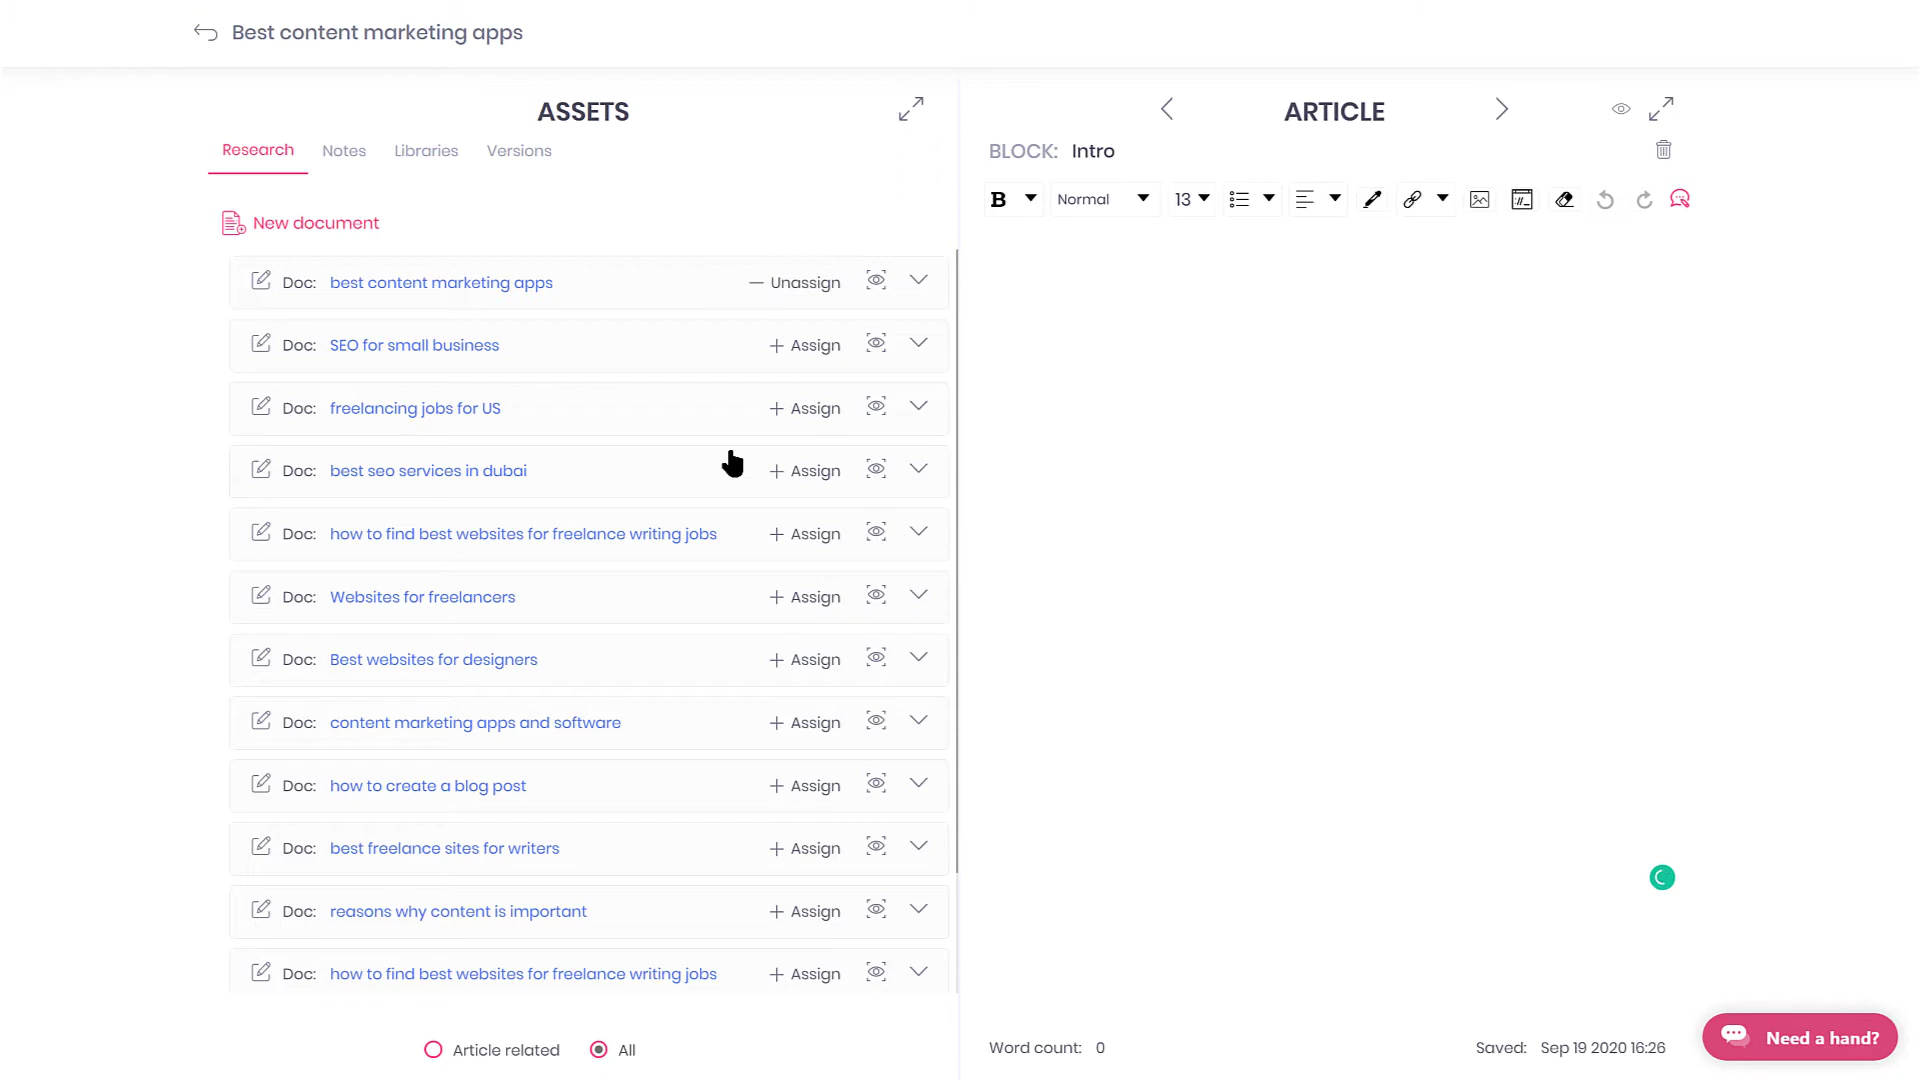 Best content marketing apps
ASSETS
Research Notes Libraries Versions
New document
Doc: best content marketing apps Unassign
Doc: SEO for small business Assign
Doc: freelancing jobs for US Assign
Doc: best seo services in dubai Assign
Doc: how to find best websites for freelance writing jobs Assign
Doc: Websites for freelancers Assign
Doc: Best websites for designers Assign
Doc: content marketing apps and software Assign
Doc: how to create a blog post Assign
Doc: best freelance sites for writers Assign
Doc: reasons why content is important Assign
Doc: how to find best websites for freelance writing jobs Assign
Article related All
ARTICLE
BLOCK: Intro
B Normal 13
Word count: 0 Saved: Sep 19 2020 16:26
Need a hand?